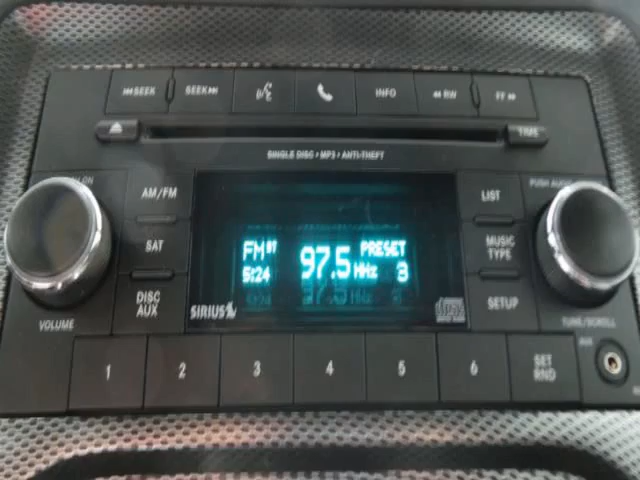 SEEK SEEK INFO RW FF
TIME
SINGLE DISC • MP3 • ANTI-THEFT
ON
PUSH AUDIO
AM/FM
LIST
SAT
MUSIC
TYPE
DISC
AUX
SETUP
FM BT
5:24
97.5 MHz
PRESET
3
SIRIUS
VOLUME
TUNE/SCROLL
1 2 3 4 5 6
SET
RND
AUX